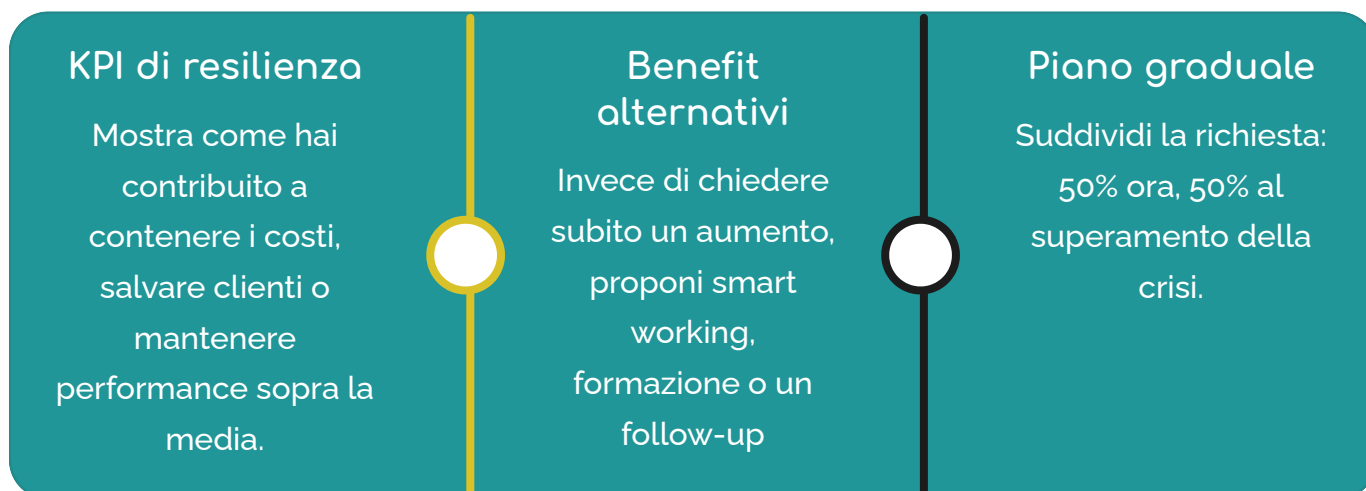 KPI di resilienza
Mostra come hai
contribuito a
contenere i costi,
salvare clienti o
mantenere
performance sopra la
media.
Benefit
alternativi
Invece di chiedere
subito un aumento,
proponi smart
working,
formazione o un
follow-up
Piano graduale
Suddividi la richiesta:
50% ora, 50% al
superamento della
crisi.